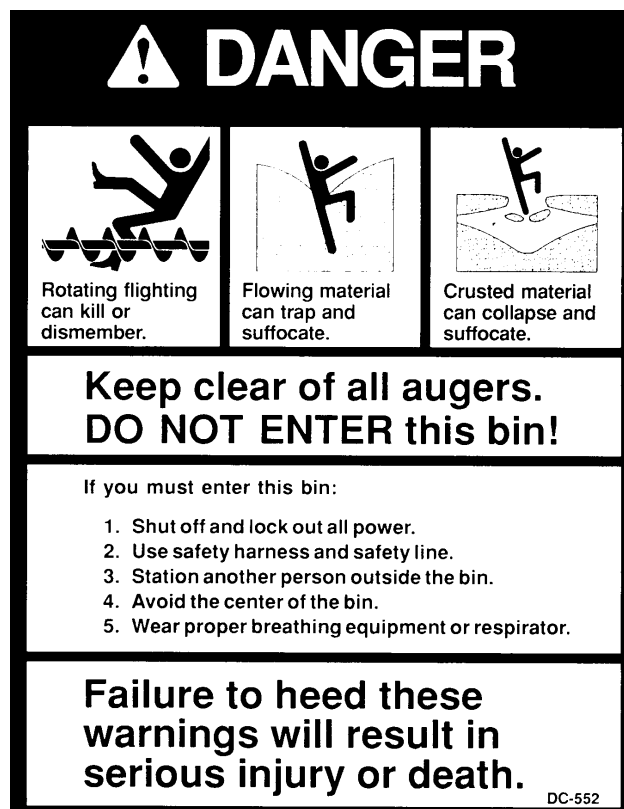 DANGER
Rotating flighting
can kill or
dismember.
Flowing material
can trap and
suffocate.
Crusted material
can collapse and
suffocate.
Keep clear of all augers.
DO NOT ENTER this bin!
If you must enter this bin:
1. Shut off and lock out all power.
2. Use safety harness and safety line.
3. Station another person outside the bin.
4. Avoid the center of the bin.
5. Wear proper breathing equipment or respirator.
Failure to heed these
warnings will result in
serious injury or death.
DC-552